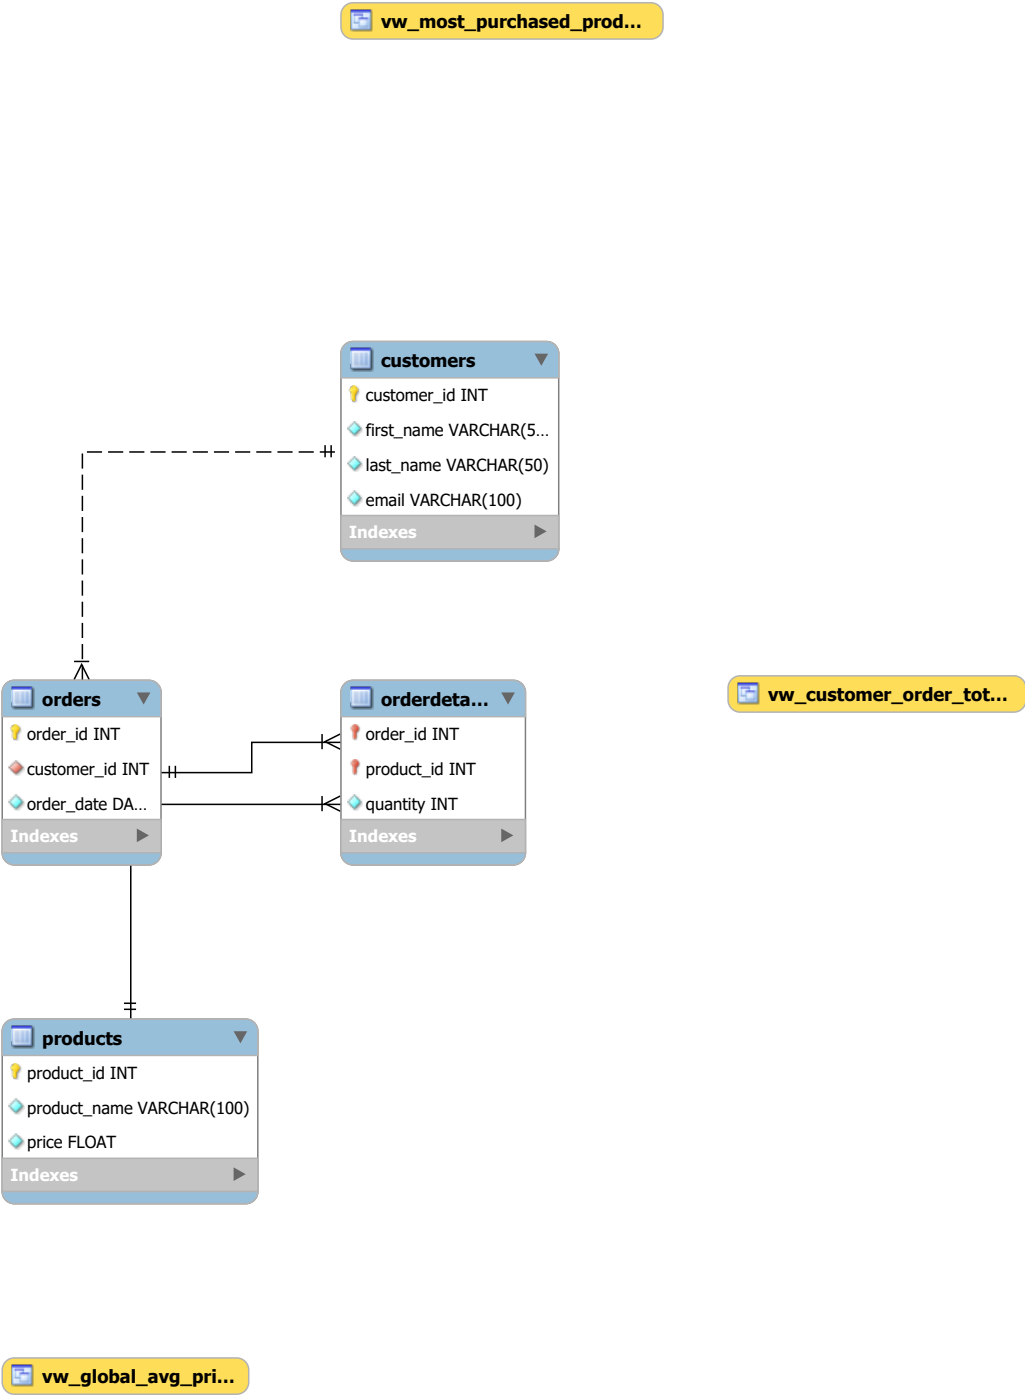 vw_most_purchased_prod...
customers
customer_id INT
first_name VARCHAR(5...
last_name VARCHAR(50)
email VARCHAR(100)
Indexes
orders
order_id INT
customer_id INT
order_date DA...
Indexes
orderdeta...
order_id INT
product_id INT
quantity INT
Indexes
vw_customer_order_tot...
products
product_id INT
product_name VARCHAR(100)
price FLOAT
Indexes
vw_global_avg_pri...